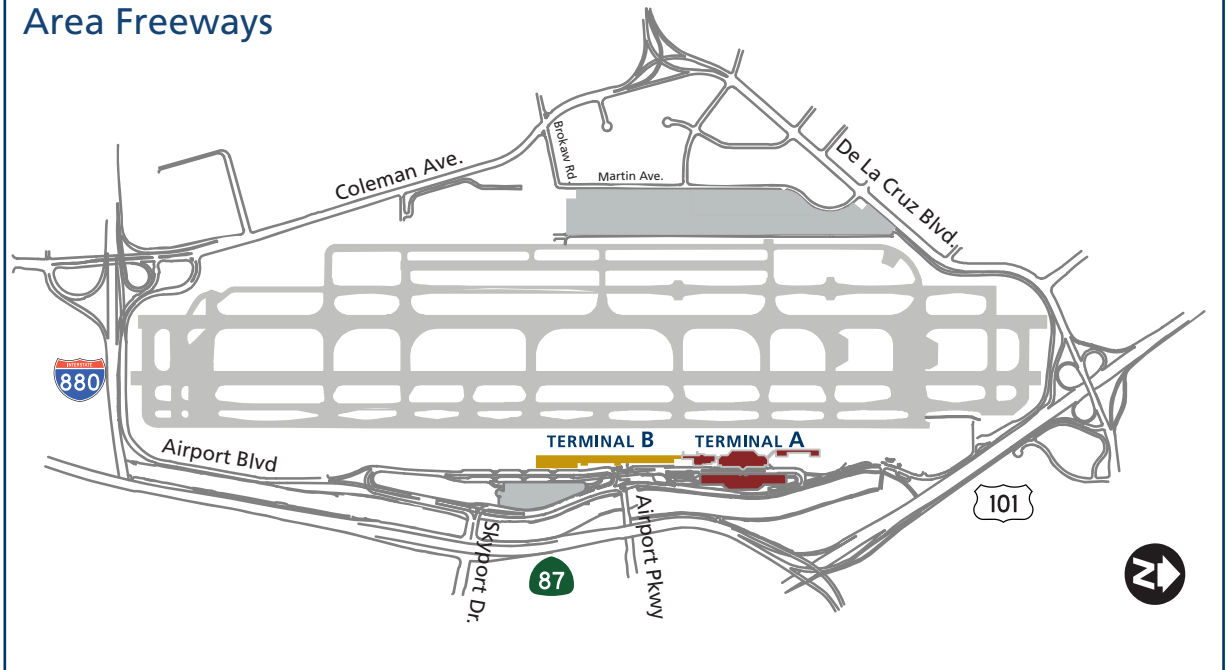 Area Freeways
Brokaw Rd.
Martin Ave.
De La Cruz Blvd.
Coleman Ave.
INTERSTATE
880
TERMINAL B
TERMINAL A
Airport Blvd
101
Skyport Dr.
Airport Pkwy
87
N